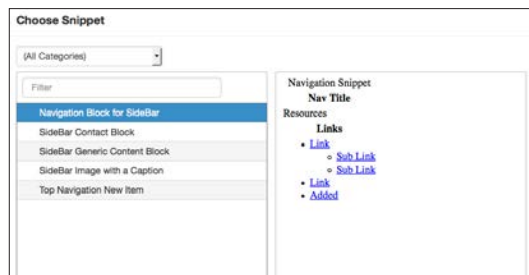 Choose Snippet
(All Categories)
Filter
Navigation Block for SideBar
SideBar Contact Block
SideBar Generic Content Block
SideBar Image with a Caption
Top Navigation New Item
Navigation Snippet
Nav Title
Resources
Links
Link
Sub Link
Sub Link
Link
Added